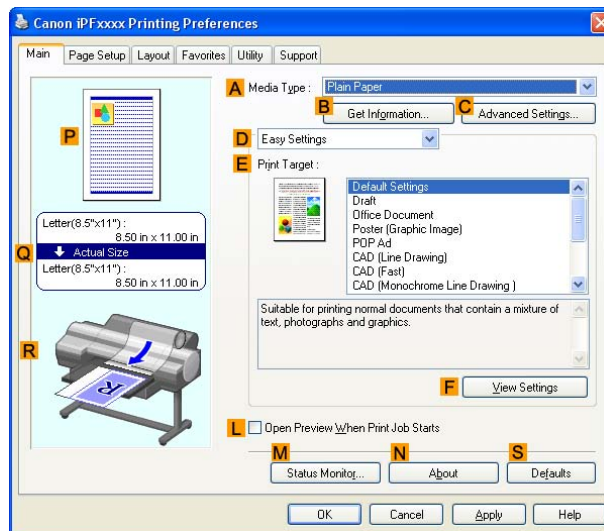 Canon iPFxxxx Printing Preferences
Main Page Setup Layout Favorites Utility Support
A Media Type : Plain Paper
B Get Information... C Advanced Settings...
D Easy Settings
E Print Target :
Default Settings
Draft
Office Document
Poster (Graphic Image)
POP Ad
CAD (Line Drawing)
CAD (Fast)
CAD (Monochrome Line Drawing )
Suitable for printing normal documents that contain a mixture of
text, photographs and graphics.
F View Settings
P
Q
Letter(8.5"x11") :
8.50 in x 11.00 in
Actual Size
Letter(8.5"x11") :
8.50 in x 11.00 in
R
R
L Open Preview When Print Job Starts
M Status Monitor... N About S Defaults
OK Cancel Apply Help